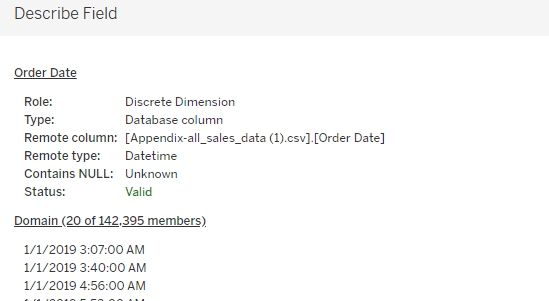 Describe Field
Order Date
Role: Discrete Dimension
Type: Database column
Remote column: [Appendix-all_sales_data (1).csv].[Order Date]
Remote type: Datetime
Contains NULL: Unknown
Status: Valid
Domain (20 of 142,395 members)
1/1/2019 3:07:00 AM
1/1/2019 3:40:00 AM
1/1/2019 4:56:00 AM